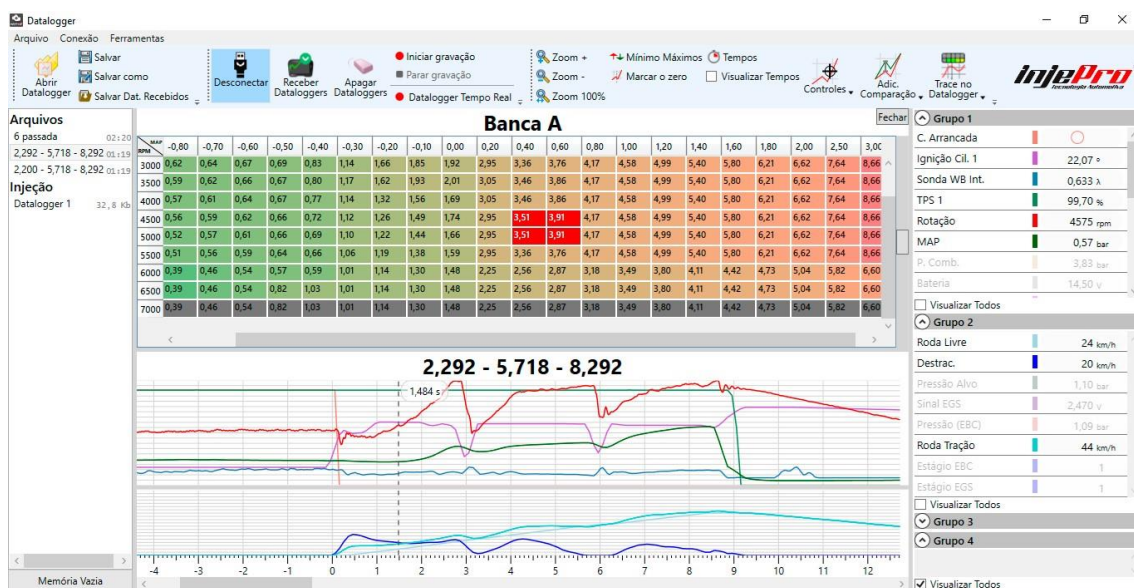 Datalogger
Arquivo Conexão Ferramentas
Abrir Datalogger
Salvar
Salvar como
Salvar Dat. Recebidos
Desconectar
Receber Dataloggers
Apagar Dataloggers
Iniciar gravação
Parar gravação
Datalogger Tempo Real
Zoom +
Zoom -
Zoom 100%
Mínimo Máximos
Marcar o zero
Tempos
Visualizar Tempos
Controles
Adic. Comparação
Trace no Datalogger
InjePro
Tecnologia Automotiva
Arquivos
6 passada 02:20
2,292 - 5,718 - 8,292 01:19
2,200 - 5,718 - 8,292 01:19
Injeção
Datalogger 1 32,8 Kb
Memória Vazia
Banca A
Fechar
MAP RPM -0,80 -0,70 -0,60 -0,50 -0,40 -0,30 -0,20 -0,10 0,00 0,20 0,40 0,60 0,80 1,00 1,20 1,40 1,60 1,80 2,00 2,50 3,00
3000 0,62 0,64 0,67 0,69 0,83 1,14 1,66 1,85 1,92 2,95 3,36 3,76 4,17 4,58 4,99 5,40 5,80 6,21 6,62 7,64 8,66
3500 0,59 0,62 0,66 0,67 0,80 1,17 1,62 1,93 2,01 3,05 3,46 3,86 4,17 4,58 4,99 5,40 5,80 6,21 6,62 7,64 8,66
4000 0,57 0,61 0,64 0,67 0,77 1,14 1,32 1,56 1,69 3,05 3,46 3,86 4,17 4,58 4,99 5,40 5,80 6,21 6,62 7,64 8,66
4500 0,56 0,59 0,62 0,66 0,72 1,12 1,26 1,49 1,74 2,95 3,51 3,91 4,17 4,58 4,99 5,40 5,80 6,21 6,62 7,64 8,66
5000 0,52 0,57 0,61 0,66 0,69 1,10 1,22 1,44 1,66 2,95 3,51 3,91 4,17 4,58 4,99 5,40 5,80 6,21 6,62 7,64 8,66
5500 0,51 0,56 0,59 0,64 0,66 1,06 1,19 1,38 1,59 2,95 3,36 3,76 4,17 4,58 4,99 5,40 5,80 6,21 6,62 7,64 8,66
6000 0,39 0,46 0,54 0,57 0,59 1,01 1,14 1,30 1,48 2,25 2,56 2,87 3,18 3,49 3,80 4,11 4,42 4,73 5,04 5,82 6,60
6500 0,39 0,46 0,54 0,82 1,03 1,01 1,14 1,30 1,48 2,25 2,56 2,87 3,18 3,49 3,80 4,11 4,42 4,73 5,04 5,82 6,60
7000 0,39 0,46 0,54 0,82 1,03 1,01 1,14 1,30 1,48 2,25 2,56 2,87 3,18 3,49 3,80 4,11 4,42 4,73 5,04 5,82 6,60
2,292 - 5,718 - 8,292
1,484 s
-4 -3 -2 -1 0 1 2 3 4 5 6 7 8 9 10 11 12
Grupo 1
C. Arrancada
Ignição Cil. 1 22,07 °
Sonda WB Int. 0,633 λ
TPS 1 99,70 %
Rotação 4575 rpm
MAP 0,57 bar
P. Comb. 3,83 bar
Bateria 14,50 v
Visualizar Todos
Grupo 2
Roda Livre 24 km/h
Destrac. 20 km/h
Pressão Alvo 1,10 bar
Sinal EGS 2,470 v
Pressão (EBC) 1,09 bar
Roda Tração 44 km/h
Estágio EBC 1
Estágio EGS 1
Visualizar Todos
Grupo 3
Grupo 4
Visualizar Todos